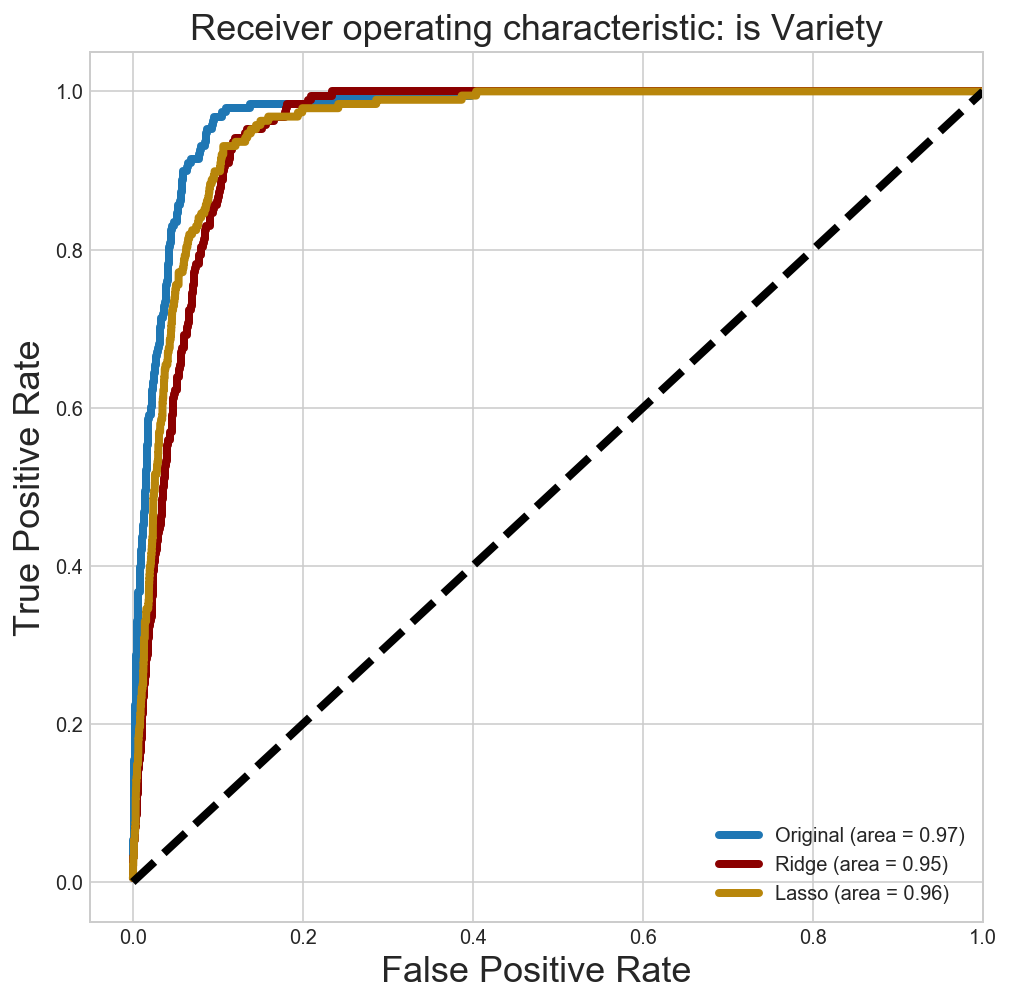 Receiver operating characteristic: is Variety
True Positive Rate
1.0
0.8
0.6
0.4
0.2
0.0
Original (area = 0.97)
Ridge (area = 0.95)
Lasso (area = 0.96)
0.0 0.2 0.4 0.6 0.8 1.0
False Positive Rate